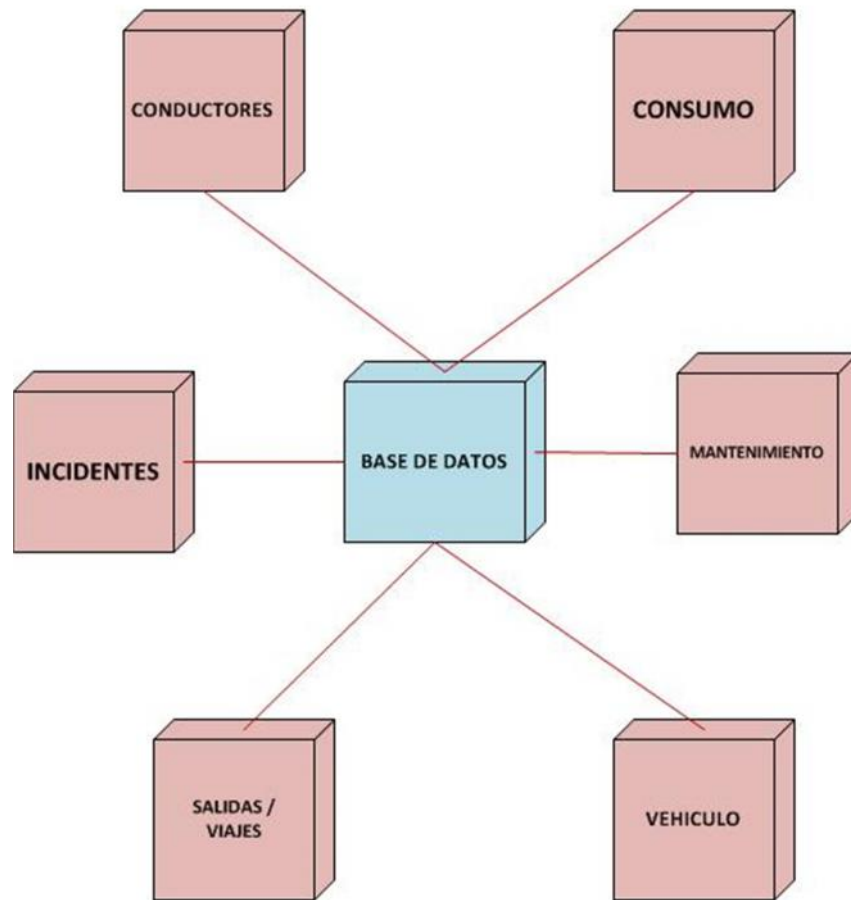 CONDUCTORES
CONSUMO
INCIDENTES
BASE DE DATOS
MANTENIMIENTO
SALIDAS /
VIAJES
VEHICULO